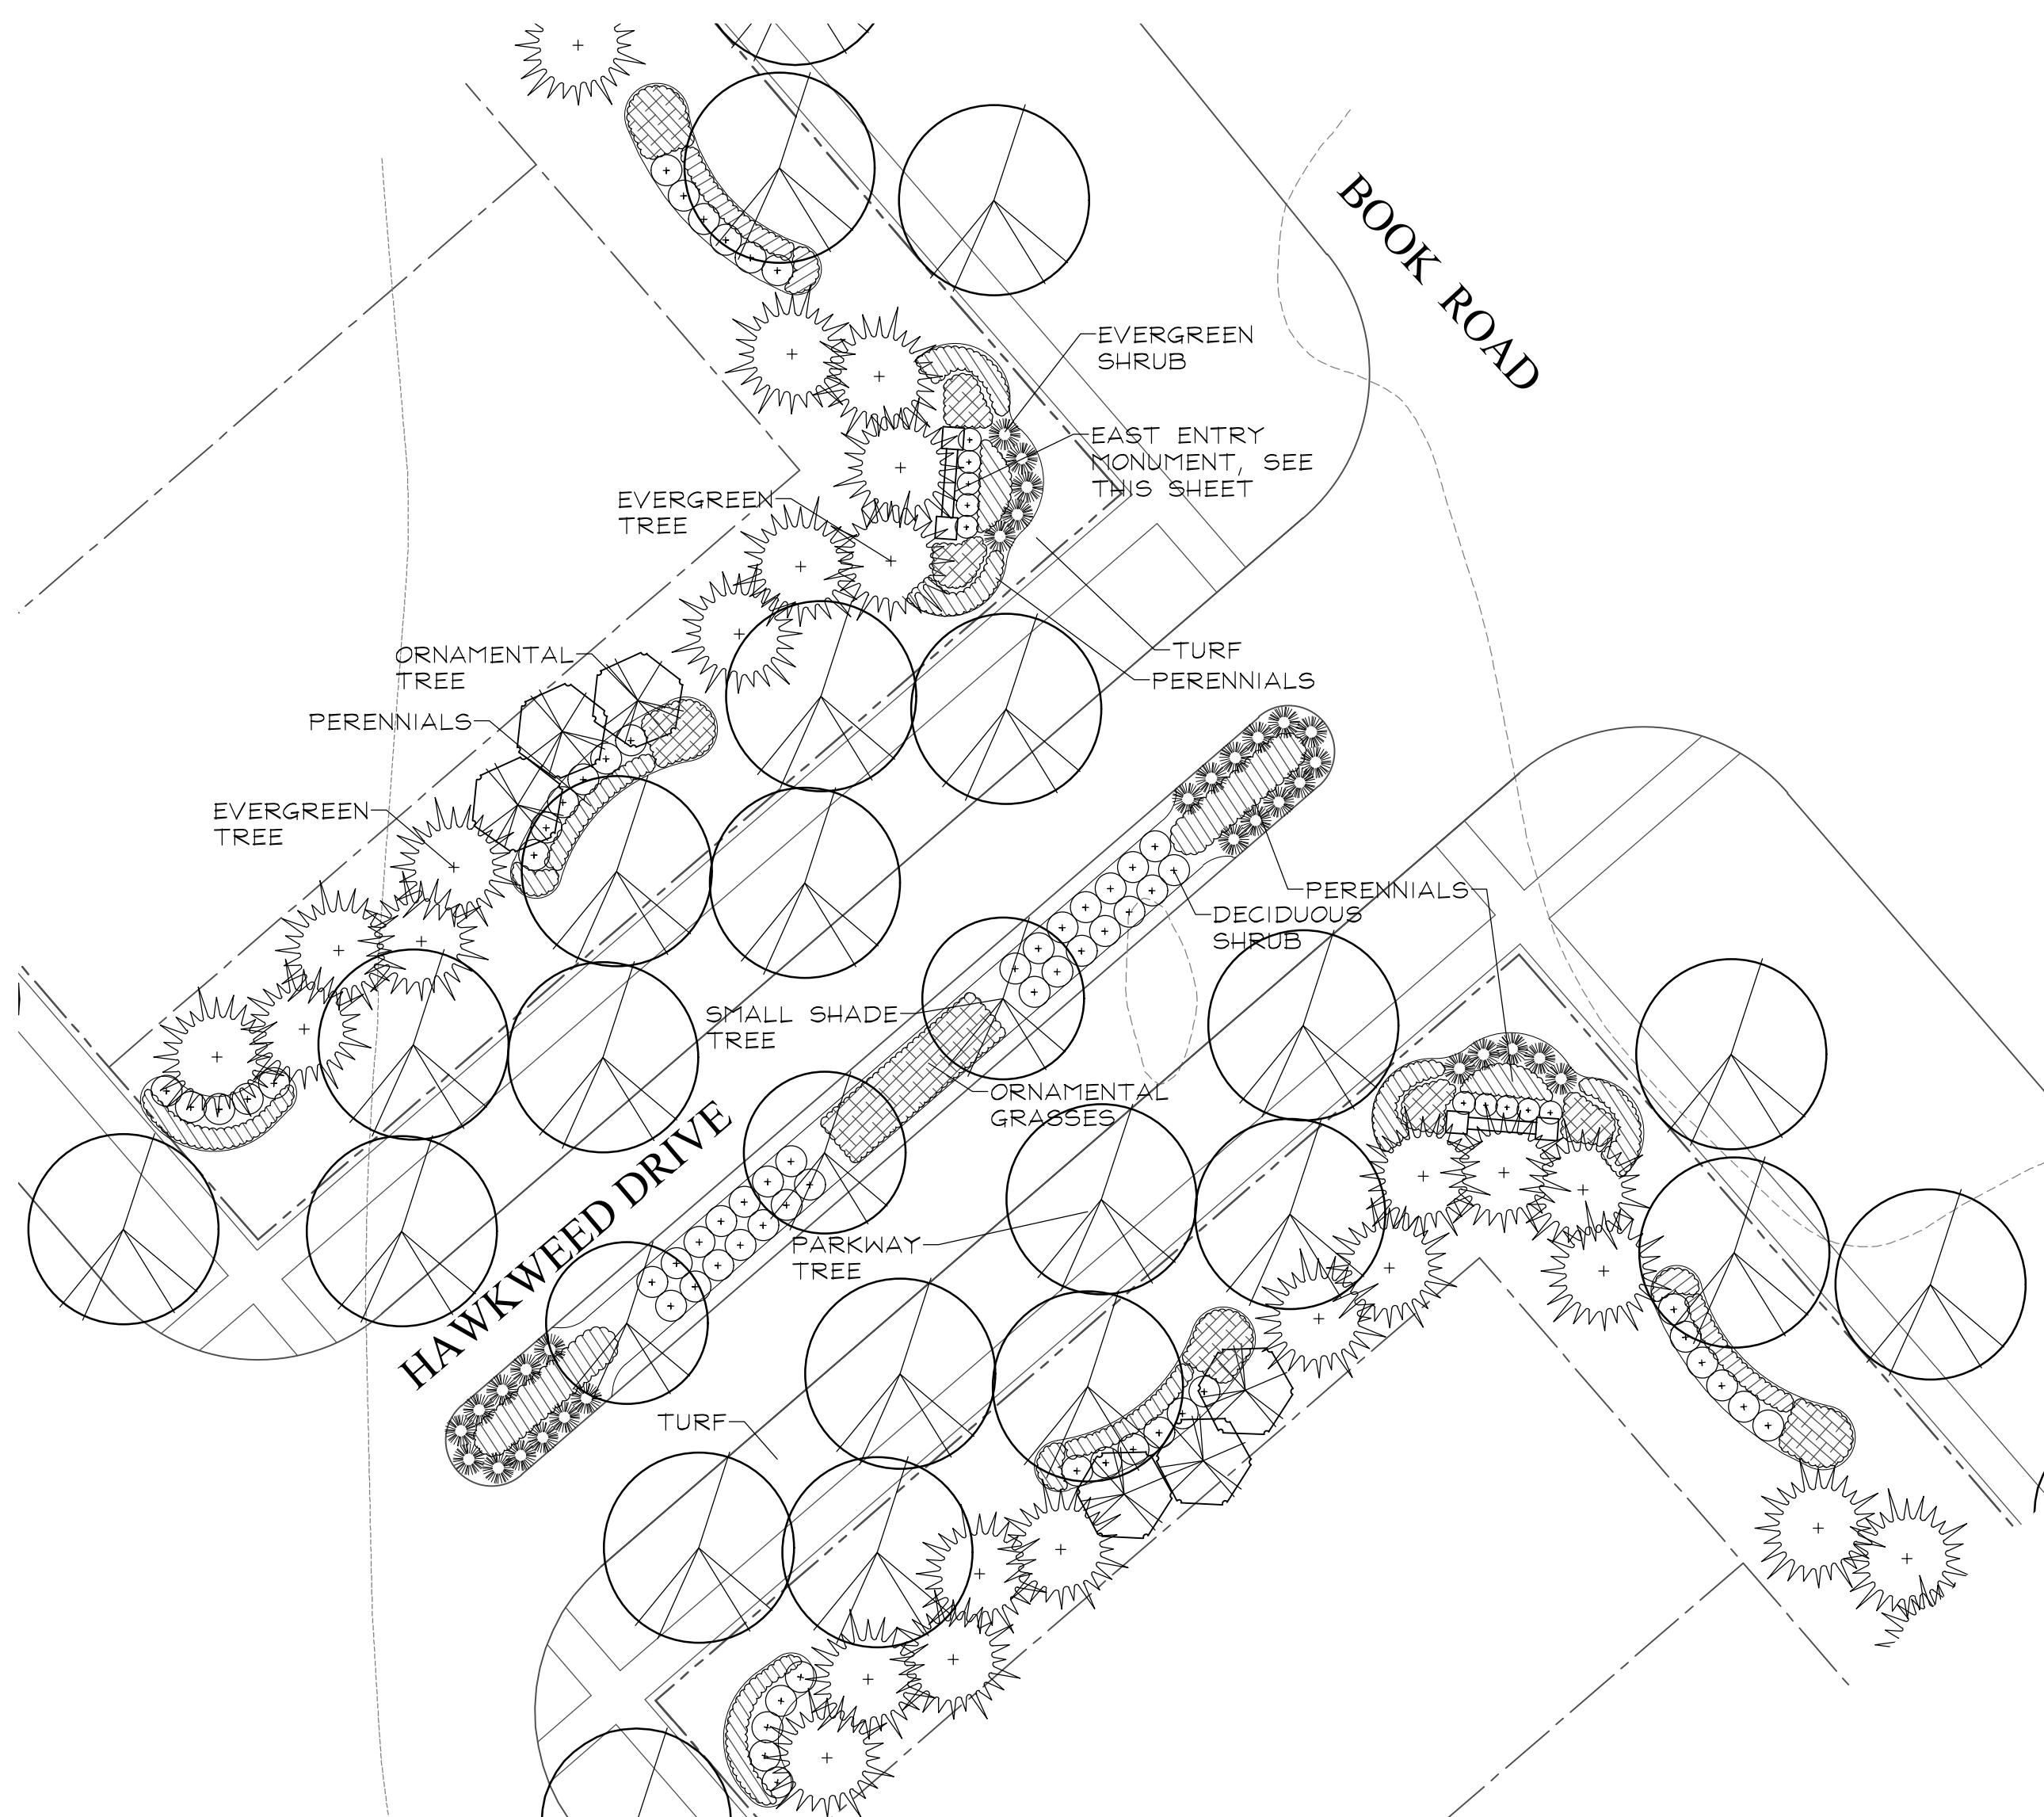 BOOK ROAD
EVERGREEN
SHRUB
EAST ENTRY
MONUMENT, SEE
THIS SHEET
EVERGREEN
TREE
ORNAMENTAL
TREE
TURF
PERENNIALS
PERENNIALS
EVERGREEN
TREE
PERENNIALS
DECIDUOUS
SHRUB
SMALL SHADE
TREE
ORNAMENTAL
GRASSES
HAWKWEED DRIVE
PARKWAY
TREE
TURF